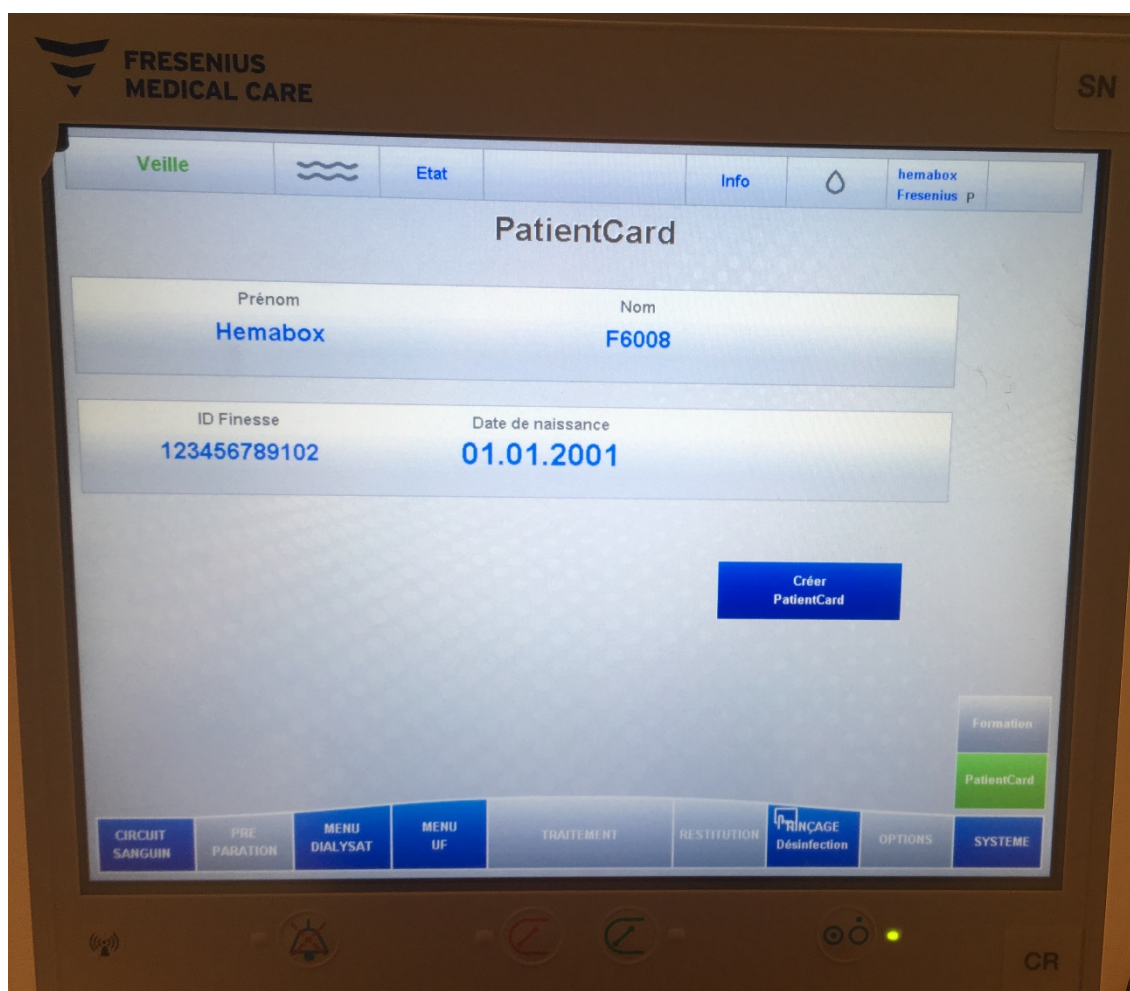 FRESENIUS
MEDICAL CARE
SN
Veille
Etat
Info
hemabox
Fresenius P
PatientCard
Prénom
Nom
Hemabox
F6008
ID Finesse
Date de naissance
123456789102
01.01.2001
Créer
PatientCard
Formation
PatientCard
CIRCUIT
SANGUIN
PRE
PARATION
MENU
DIALYSAT
MENU
UF
TRAITEMENT
RESTITUTION
RINÇAGE
Désinfection
OPTIONS
SYSTEME
CR